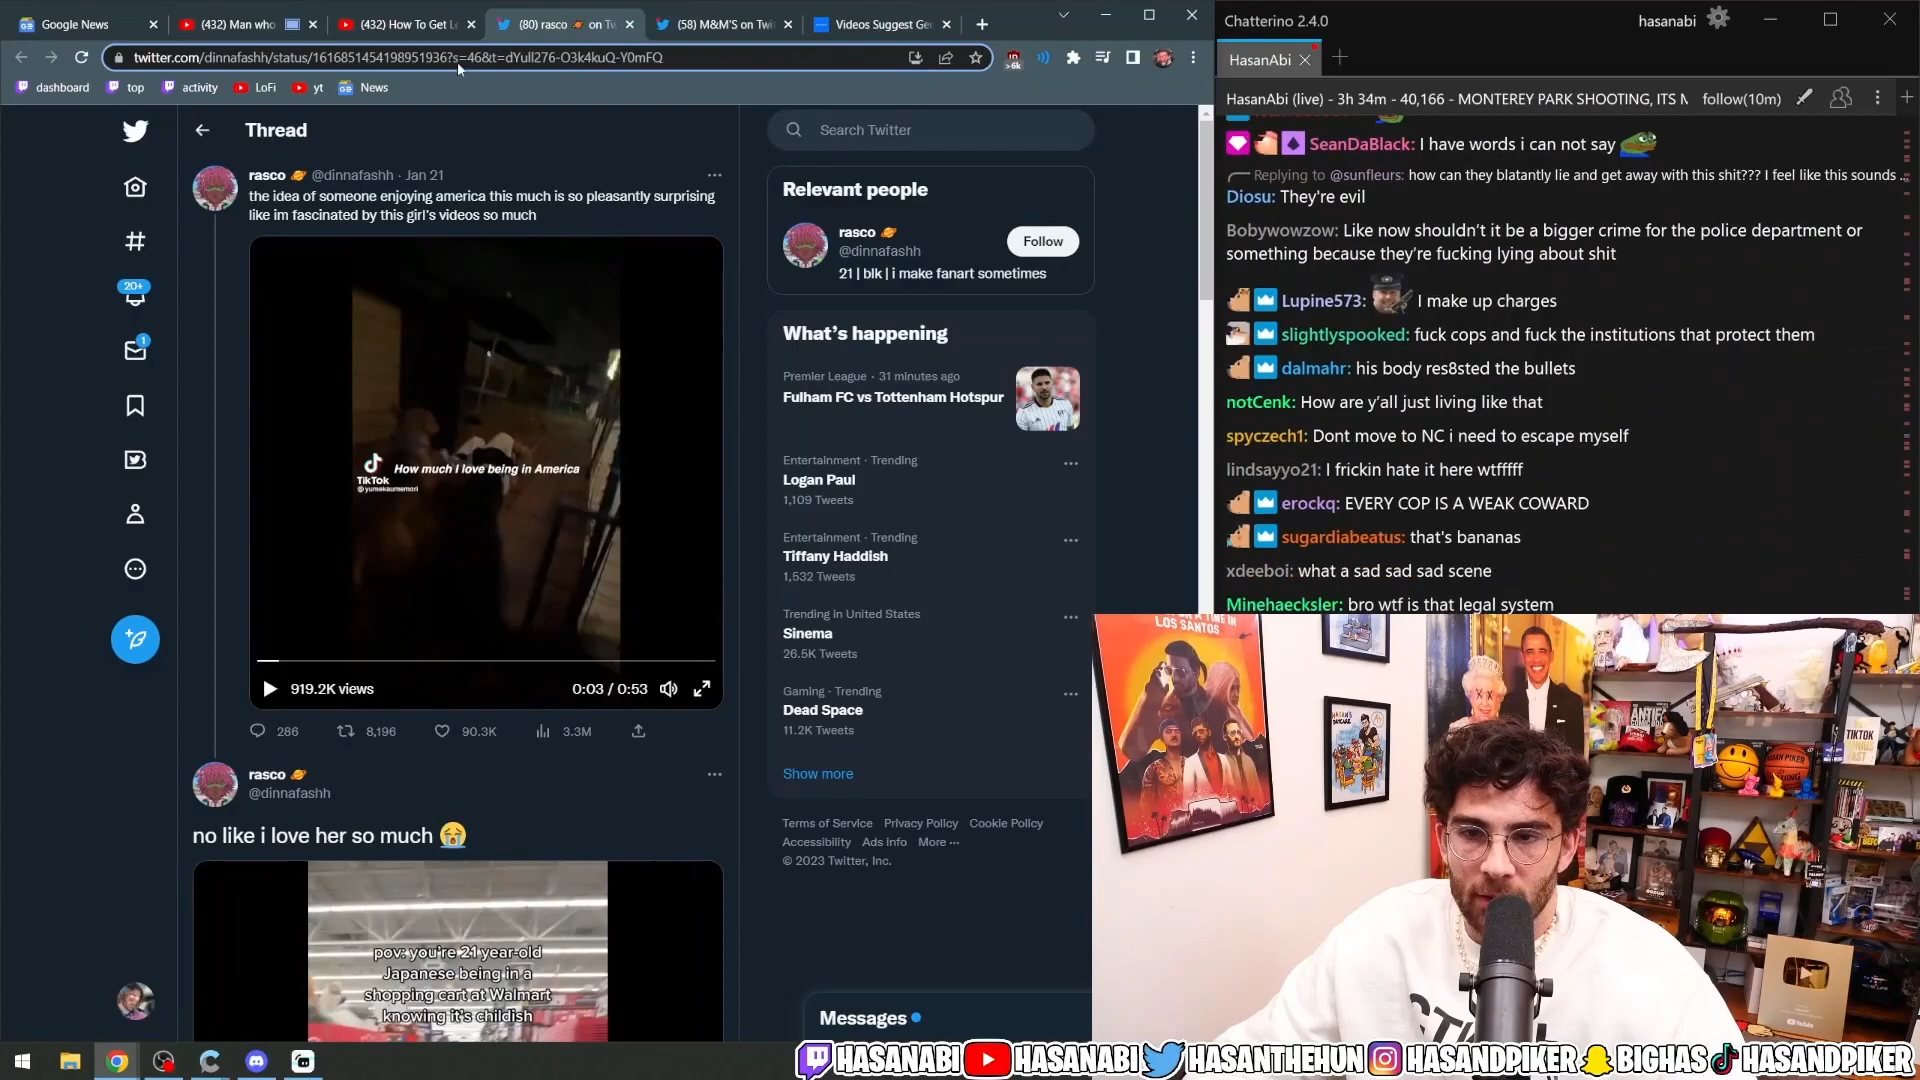 Google News
(432) Man who
(432) How To Get L
(80) rasco 🪐 on Tw
(58) M&M'S on Twi
Videos Suggest Ge
twitter.com/dinnafashh/status/1616851454198951936?s=46&t=dYull276-O3k4kuQ-Y0mFQ
>6k
dashboard
top
activity
LoFi
yt
News
Thread
rasco 🪐 @dinnafashh · Jan 21
the idea of someone enjoying america this much is so pleasantly surprising
like im fascinated by this girl's videos so much
How much I love being in America
TikTok
@yumekaumemori
919.2K views
0:03 / 0:53
286
8,196
90.3K
3.3M
rasco 🪐
@dinnafashh
no like i love her so much 😭
pov: you're 21 year-old
Japanese being in a
shopping cart at Walmart
knowing it's childish
20+
1
Search Twitter
Relevant people
rasco 🪐
@dinnafashh
Follow
21 | blk | i make fanart sometimes
What's happening
Premier League · 31 minutes ago
Fulham FC vs Tottenham Hotspur
Entertainment · Trending
Logan Paul
1,109 Tweets
Entertainment · Trending
Tiffany Haddish
1,532 Tweets
Trending in United States
Sinema
26.5K Tweets
Gaming · Trending
Dead Space
11.2K Tweets
Show more
Terms of Service Privacy Policy Cookie Policy
Accessibility Ads Info More ···
© 2023 Twitter, Inc.
Messages
Chatterino 2.4.0
hasanabi
HasanAbi
HasanAbi (live) - 3h 34m - 40,166 - MONTEREY PARK SHOOTING, ITS M
follow(10m)
SeanDaBlack: I have words i can not say
Replying to @sunfleurs: how can they blatantly lie and get away with this shit??? I feel like this sounds ...
Diosu: They're evil
Bobywowzow: Like now shouldn't it be a bigger crime for the police department or
something because they're fucking lying about shit
Lupine573: I make up charges
slightlyspooked: fuck cops and fuck the institutions that protect them
dalmahr: his body res8sted the bullets
notCenk: How are y'all just living like that
spyczech1: Dont move to NC i need to escape myself
lindsayyo21: I frickin hate it here wtfffff
erockq: EVERY COP IS A WEAK COWARD
sugardiabeatus: that's bananas
xdeeboi: what a sad sad sad scene
Minehaecksler: bro wtf is that legal system
LOS SANTOS
TIKTOK
HASANABI
HASANABI
HASANTHEHUN
HASANDPIKER
BIGHAS
HASANDPIKER